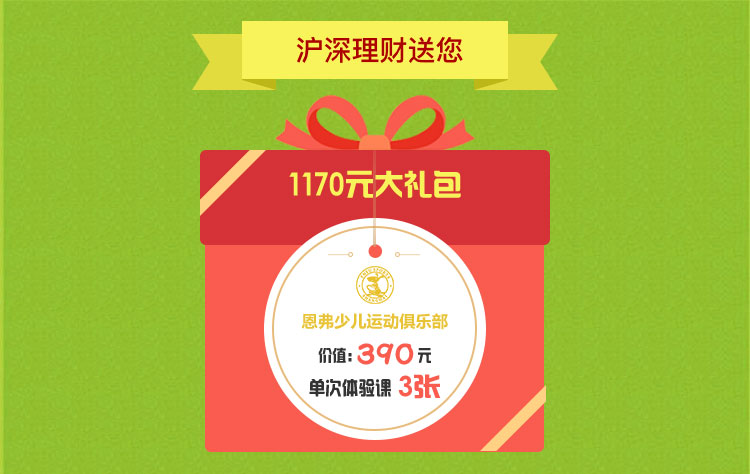 沪深理财送您
1170元大礼包
恩弗少儿运动俱乐部
价值:390元
单次体验课 3张